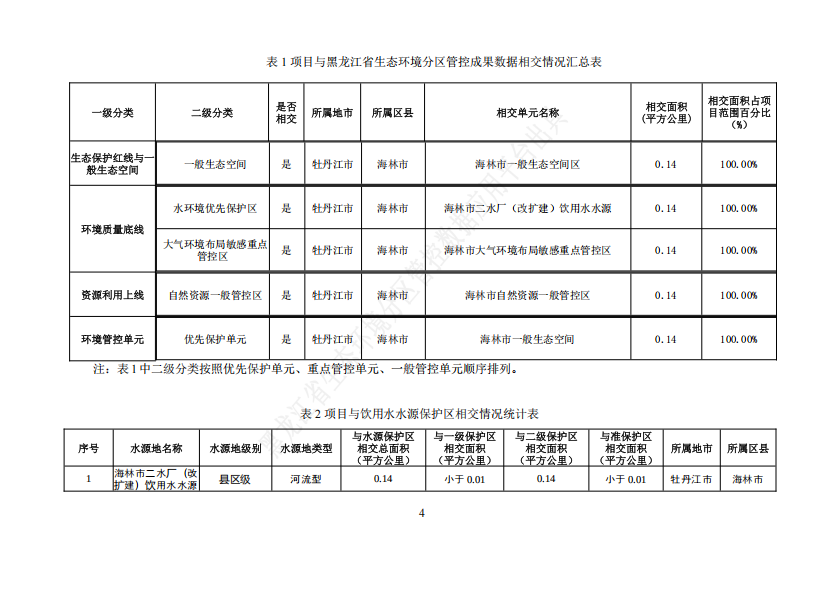 表 1 项目与黑龙江省生态环境分区管控成果数据相交情况汇总表
一级分类 二级分类 是否相交 所属地市 所属区县 相交单元名称 相交面积(平方公里) 相交面积占项目范围百分比(%)
生态保护红线与一般生态空间 一般生态空间 是 牡丹江市 海林市 海林市一般生态空间区 0.14 100.00%
环境质量底线 水环境优先保护区 是 牡丹江市 海林市 海林市二水厂（改扩建）饮用水水源 0.14 100.00%
大气环境布局敏感重点管控区 是 牡丹江市 海林市 海林市大气环境布局敏感重点管控区 0.14 100.00%
资源利用上线 自然资源一般管控区 是 牡丹江市 海林市 海林市自然资源一般管控区 0.14 100.00%
环境管控单元 优先保护单元 是 牡丹江市 海林市 海林市一般生态空间 0.14 100.00%
注：表 1 中二级分类按照优先保护单元、重点管控单元、一般管控单元顺序排列。
表 2 项目与饮用水水源保护区相交情况统计表
序号 水源地名称 水源地级别 水源地类型 与水源保护区相交总面积（平方公里） 与一级保护区相交面积（平方公里） 与二级保护区相交面积（平方公里） 与准保护区相交面积（平方公里） 所属地市 所属区县
1 海林市二水厂（改扩建）饮用水水源 县区级 河流型 0.14 小于 0.01 0.14 小于 0.01 牡丹江市 海林市
4
黑龙江省生态环境分区管控数据应用平台出具